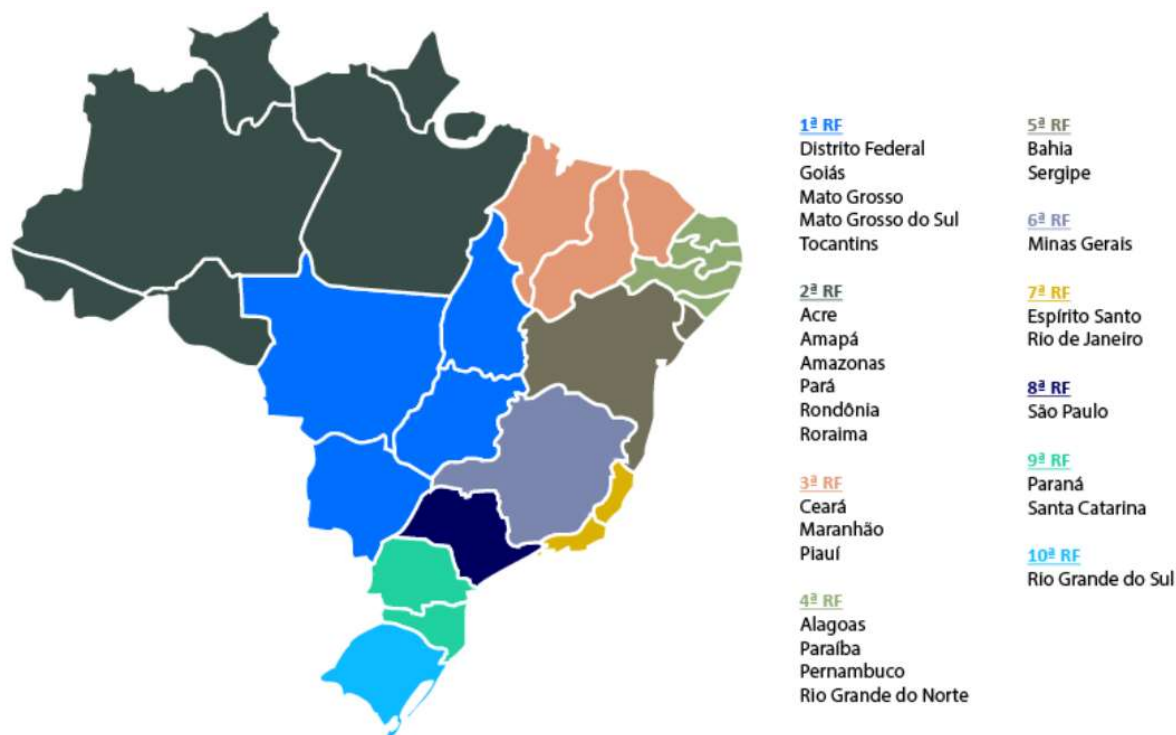 1ª RF
Distrito Federal
Goiás
Mato Grosso
Mato Grosso do Sul
Tocantins
2ª RF
Acre
Amapá
Amazonas
Pará
Rondônia
Roraima
3ª RF
Ceará
Maranhão
Piauí
4ª RF
Alagoas
Paraíba
Pernambuco
Rio Grande do Norte
5ª RF
Bahia
Sergipe
6ª RF
Minas Gerais
7ª RF
Espírito Santo
Rio de Janeiro
8ª RF
São Paulo
9ª RF
Paraná
Santa Catarina
10ª RF
Rio Grande do Sul